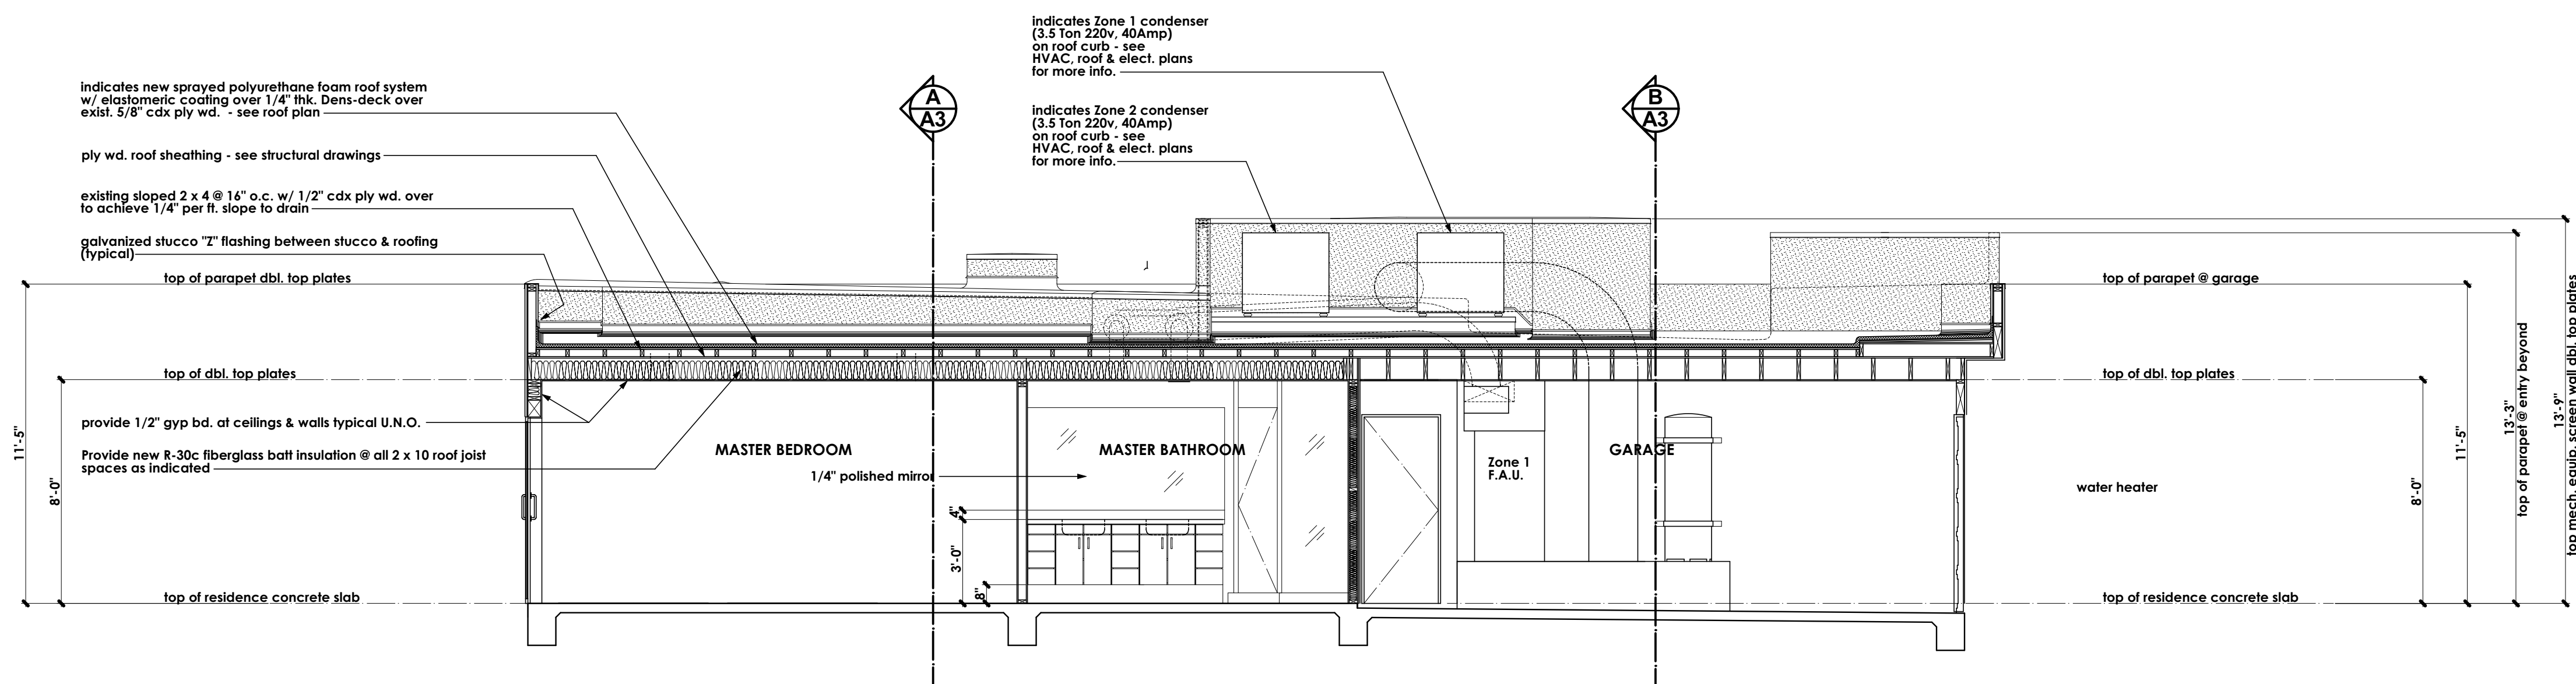 indicates Zone 1 condenser
(3.5 Ton 220v, 40Amp)
on roof curb - see
HVAC, roof & elect. plans
for more info.
indicates Zone 2 condenser
(3.5 Ton 220v, 40Amp)
on roof curb - see
HVAC, roof & elect. plans
for more info.
indicates new sprayed polyurethane foam roof system
w/ elastomeric coating over 1/4" thk. Dens-deck over
exist. 5/8" cdx ply wd. - see roof plan
ply wd. roof sheathing - see structural drawings
existing sloped 2 x 4 @ 16" o.c. w/ 1/2" cdx ply wd. over
to achieve 1/4" per ft. slope to drain
galvanized stucco "Z" flashing between stucco & roofing
(typical)
top of parapet dbl. top plates
top of dbl. top plates
provide 1/2" gyp bd. at ceilings & walls typical U.N.O.
Provide new R-30c fiberglass batt insulation @ all 2 x 10 roof joist
spaces as indicated
top of residence concrete slab
11'-5"
8'-0"
A
A3
B
A3
MASTER BEDROOM
MASTER BATHROOM
1/4" polished mirror
4"
3'-0"
8"
Zone 1
F.A.U.
GARAGE
water heater
top of parapet @ garage
top of dbl. top plates
top of residence concrete slab
8'-0"
11'-5"
13'-3"
top of parapet @ entry beyond
13'-9"
top mech. equip. screen wall dbl. top plates